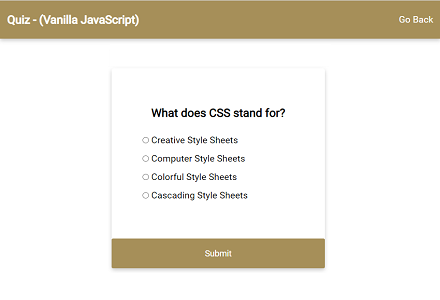 Quiz - (Vanilla JavaScript)
Go Back
What does CSS stand for?
Creative Style Sheets
Computer Style Sheets
Colorful Style Sheets
Cascading Style Sheets
Submit